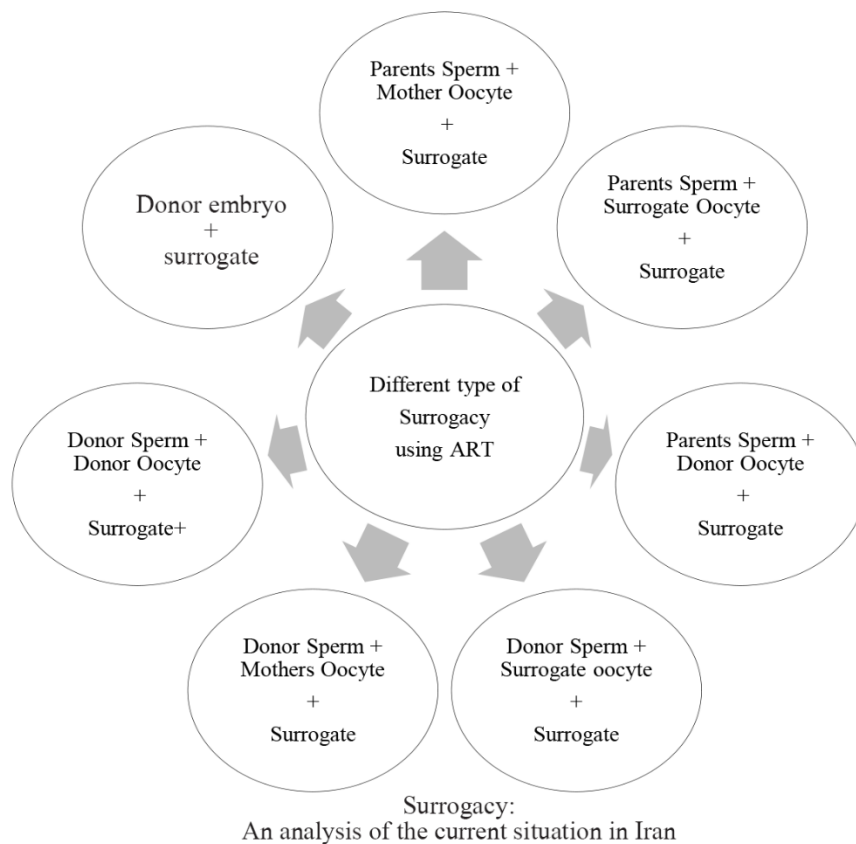 Parents Sperm +
Mother Oocyte
+
Surrogate
Parents Sperm +
Surrogate Oocyte
+
Surrogate
Parents Sperm +
Donor Oocyte
+
Surrogate
Donor Sperm +
Surrogate oocyte
+
Surrogate
Donor Sperm +
Mothers Oocyte
+
Surrogate
Donor Sperm +
Donor Oocyte
+
Surrogate+
Donor embryo
+
surrogate
Different type of
Surrogacy
using ART
Surrogacy:
An analysis of the current situation in Iran